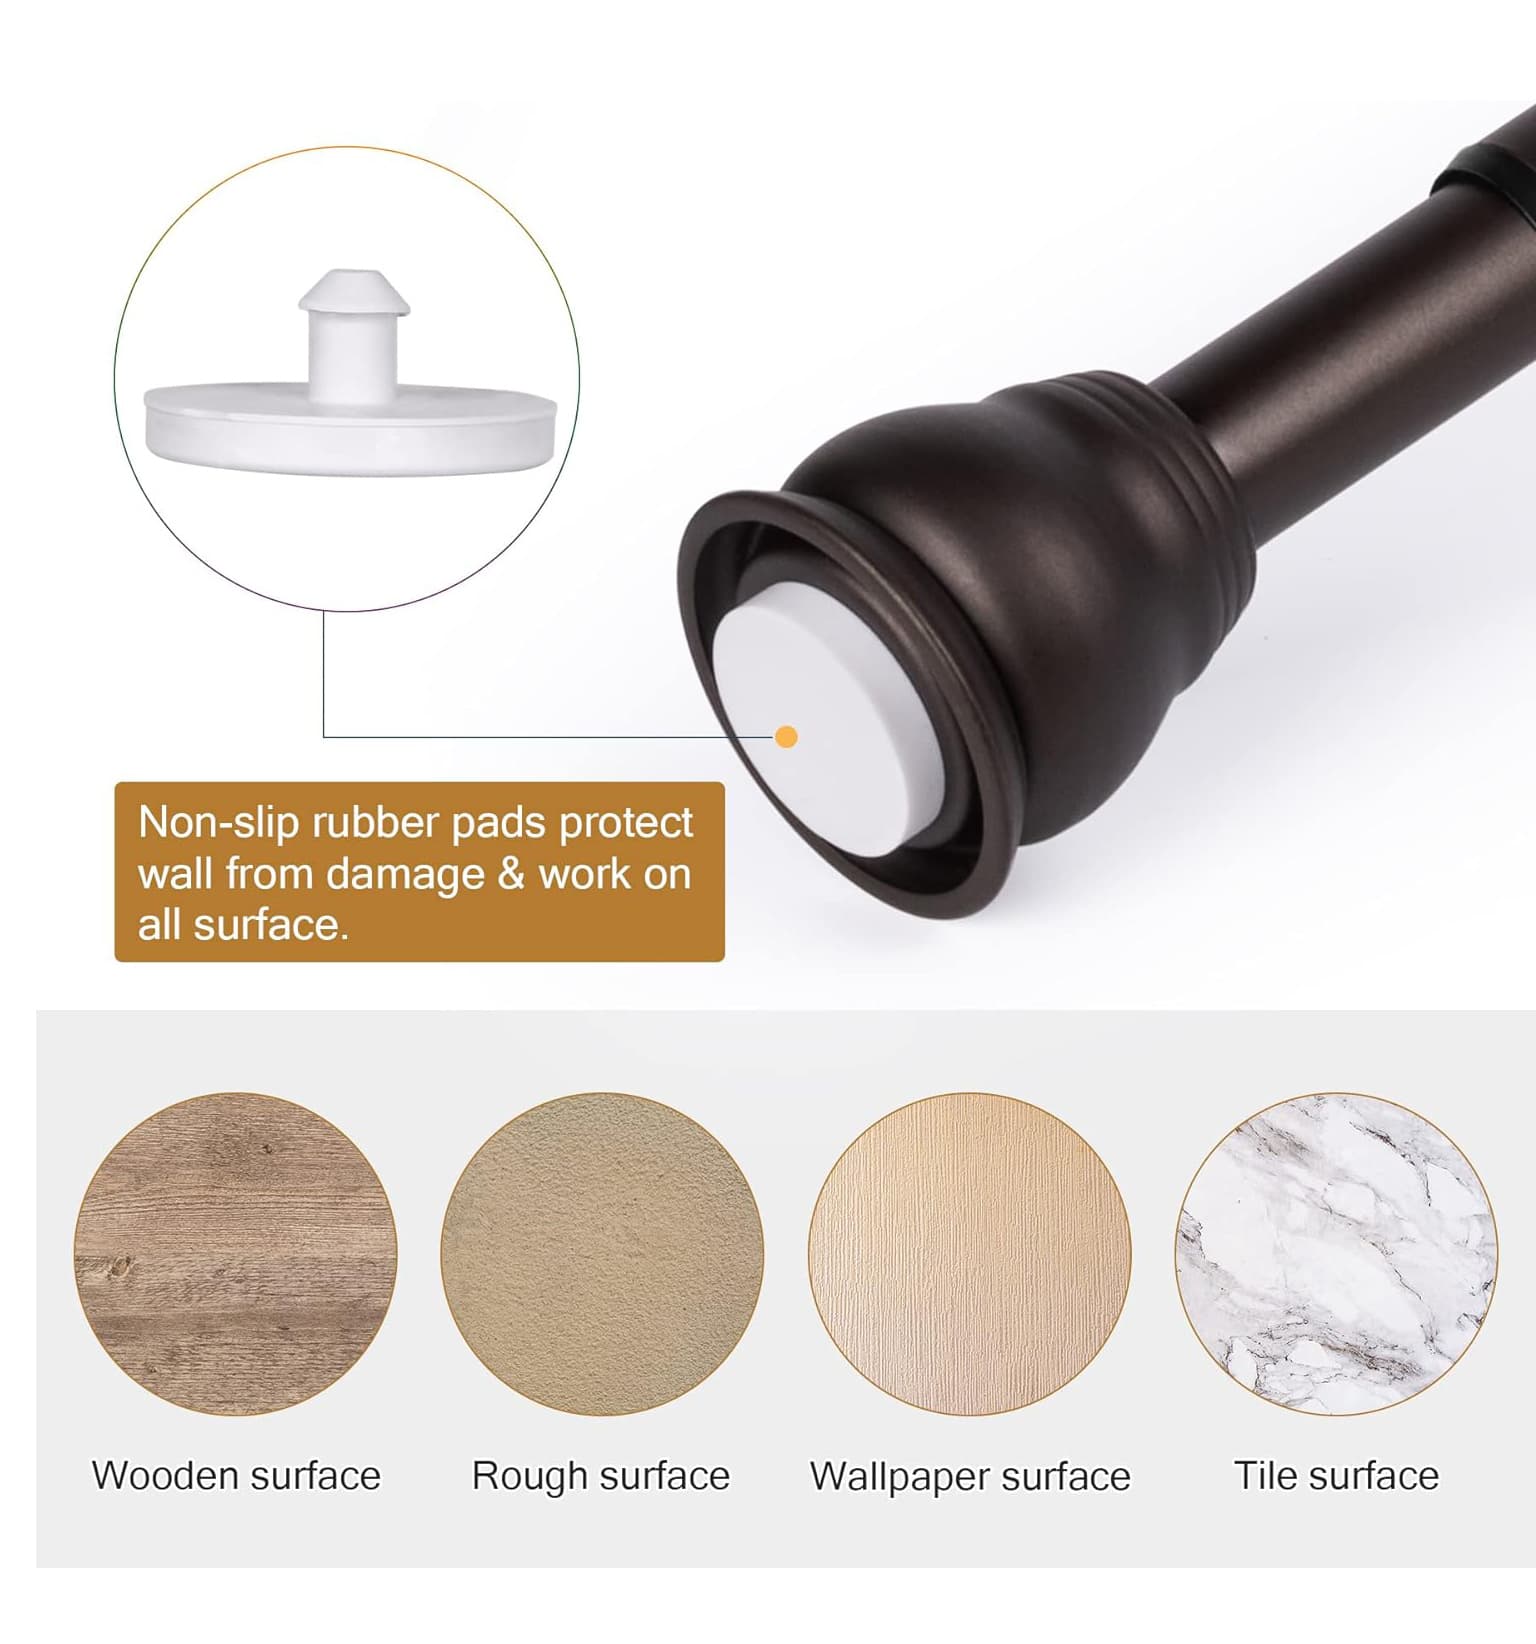 Non-slip rubber pads protect
wall from damage & work on
all surface.
Wooden surface
Rough surface
Wallpaper surface
Tile surface